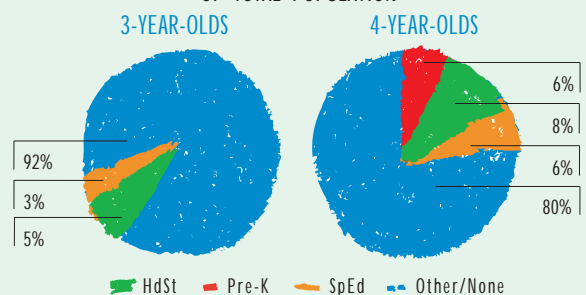 3-YEAR-OLDS
4-YEAR-OLDS
92%
3%
5%
6%
8%
6%
80%
HdSt Pre-K SpEd Other/None